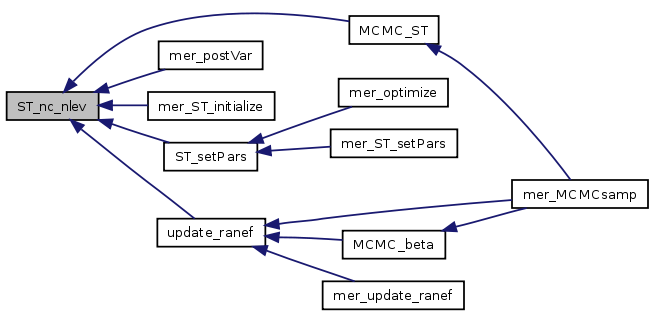 MCMC_ST
mer_postVar
mer_optimize
ST_nc_nlev
mer_ST_initialize
mer_ST_setPars
ST_setPars
mer_MCMCsamp
update_ranef
MCMC_beta
mer_update_ranef